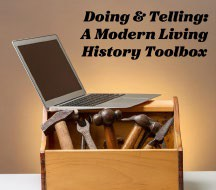 Doing & Telling:
A Modern Living
History Toolbox